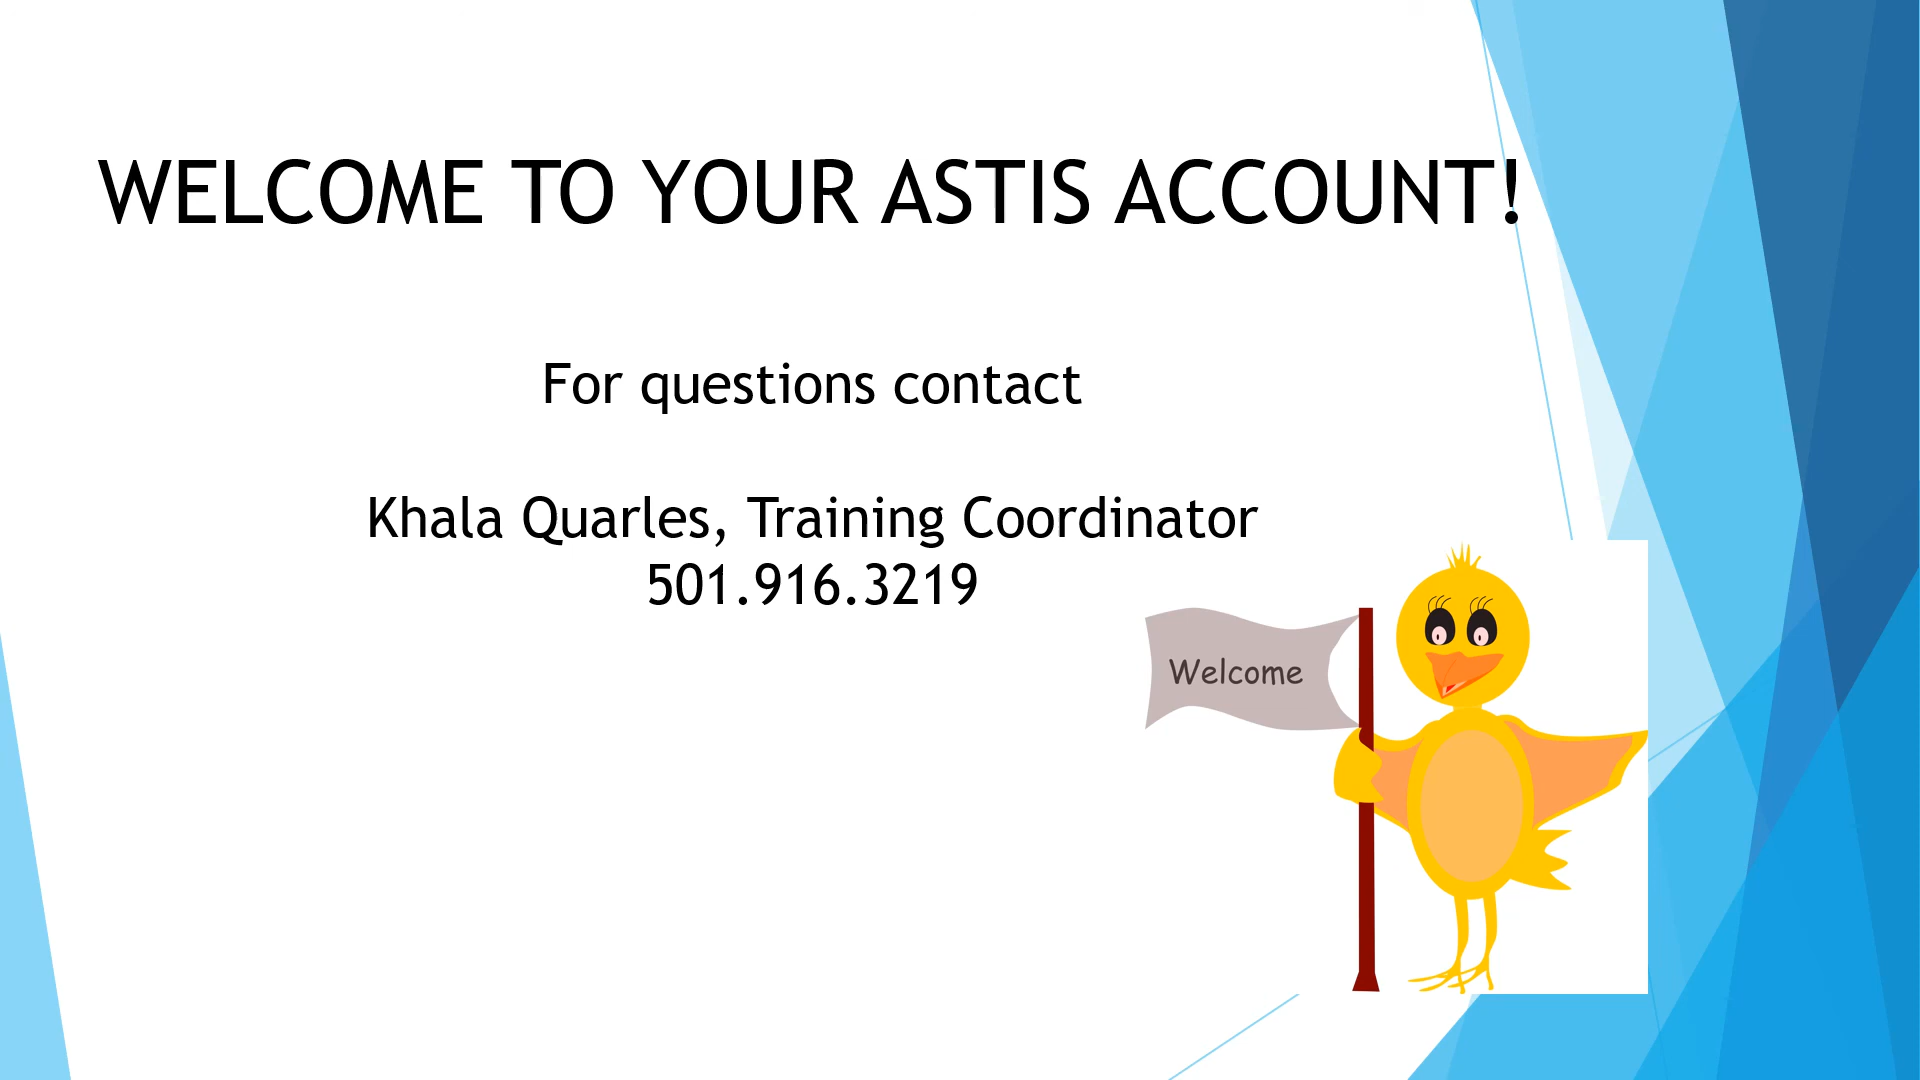 WELCOME TO YOUR ASTIS ACCOUNT!
For questions contact
Khala Quarles, Training Coordinator
501.916.3219
Welcome